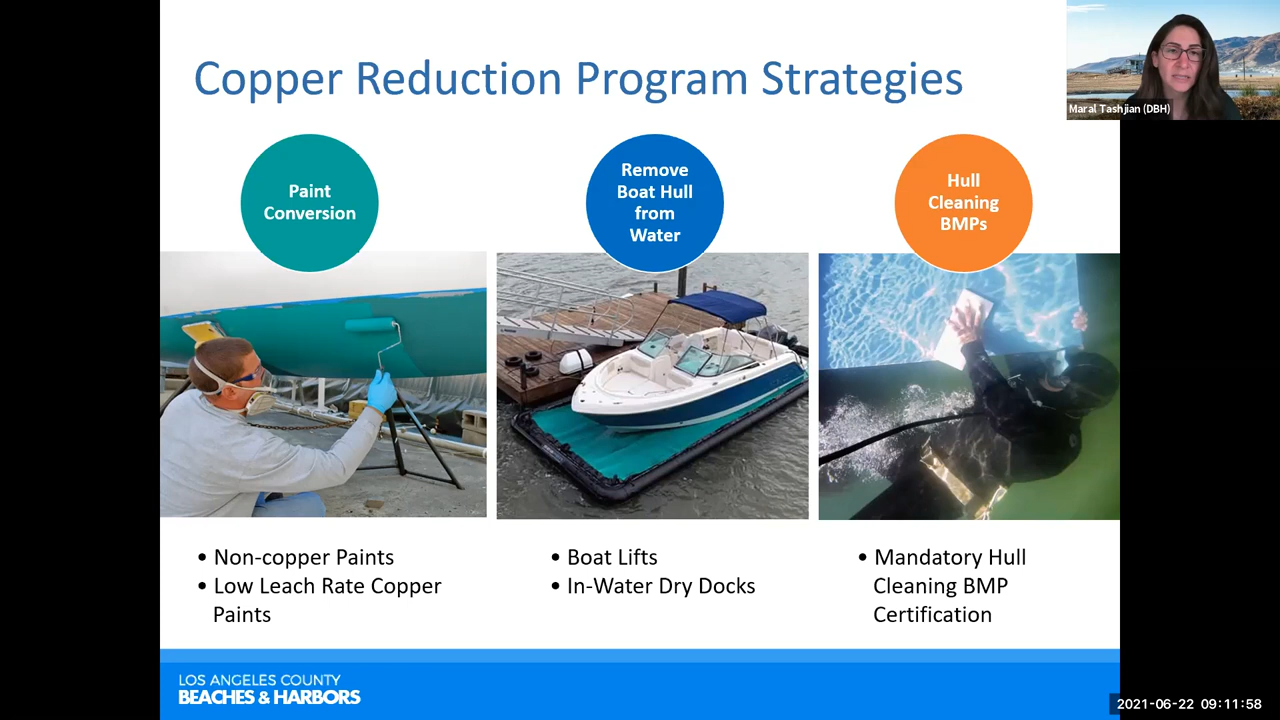 Copper Reduction Program Strategies
Maral Tashjian (DBH)
Paint
Conversion
Remove
Boat Hull
from
Water
Hull
Cleaning
BMPs
• Non-copper Paints
• Low Leach Rate Copper
Paints
• Boat Lifts
• In-Water Dry Docks
• Mandatory Hull
Cleaning BMP
Certification
LOS ANGELES COUNTY
BEACHES & HARBORS
2021-06-22 09:11:58